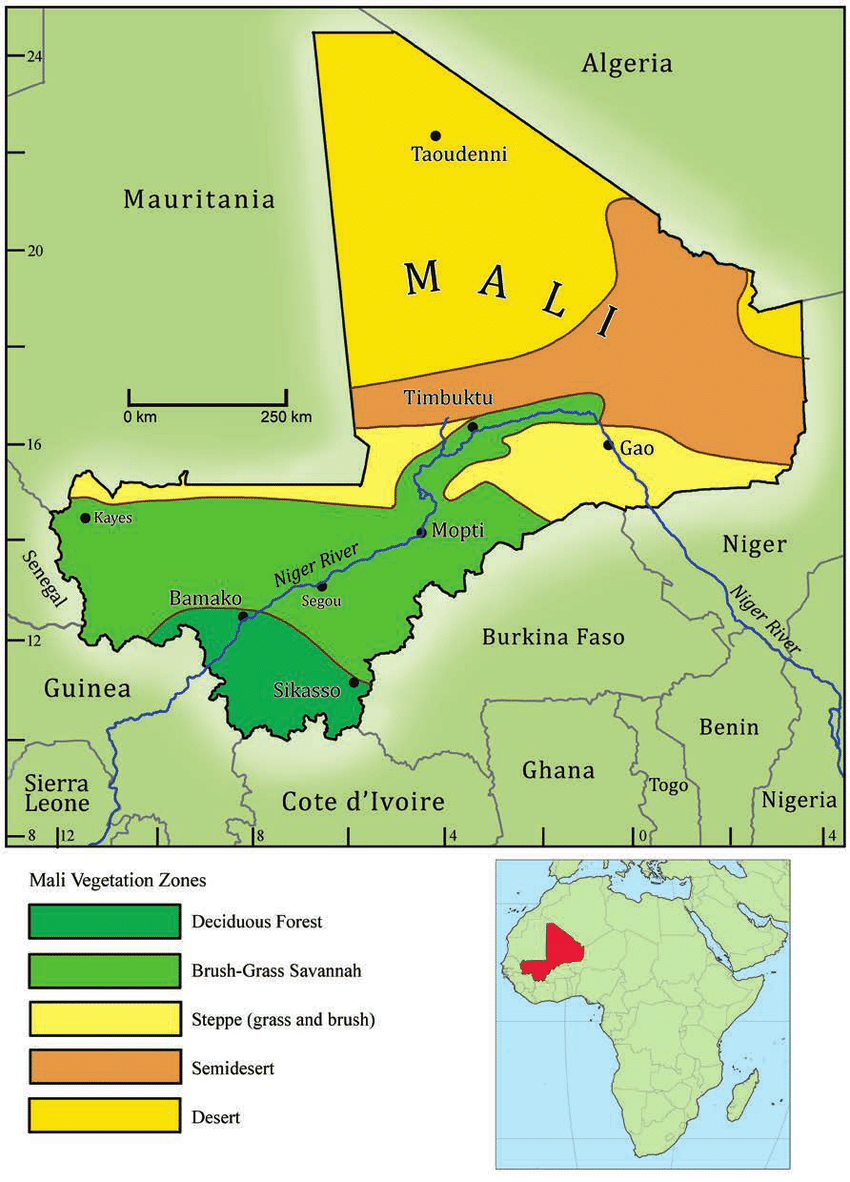 24
Algeria
Taoudenni
Mauritania
20
M A L I
0 km
250 km
Timbuktu
16
Gao
Kayes
Mopti
Niger River
Niger
Senegal
Segou
Bamako
Niger River
12
Burkina Faso
Guinea
Sikasso
Benin
Ghana
Togo
Sierra
Leone
Cote d'Ivoire
Nigeria
8
12
8
4
0
4
Mali Vegetation Zones
Deciduous Forest
Brush-Grass Savannah
Steppe (grass and brush)
Semidesert
Desert